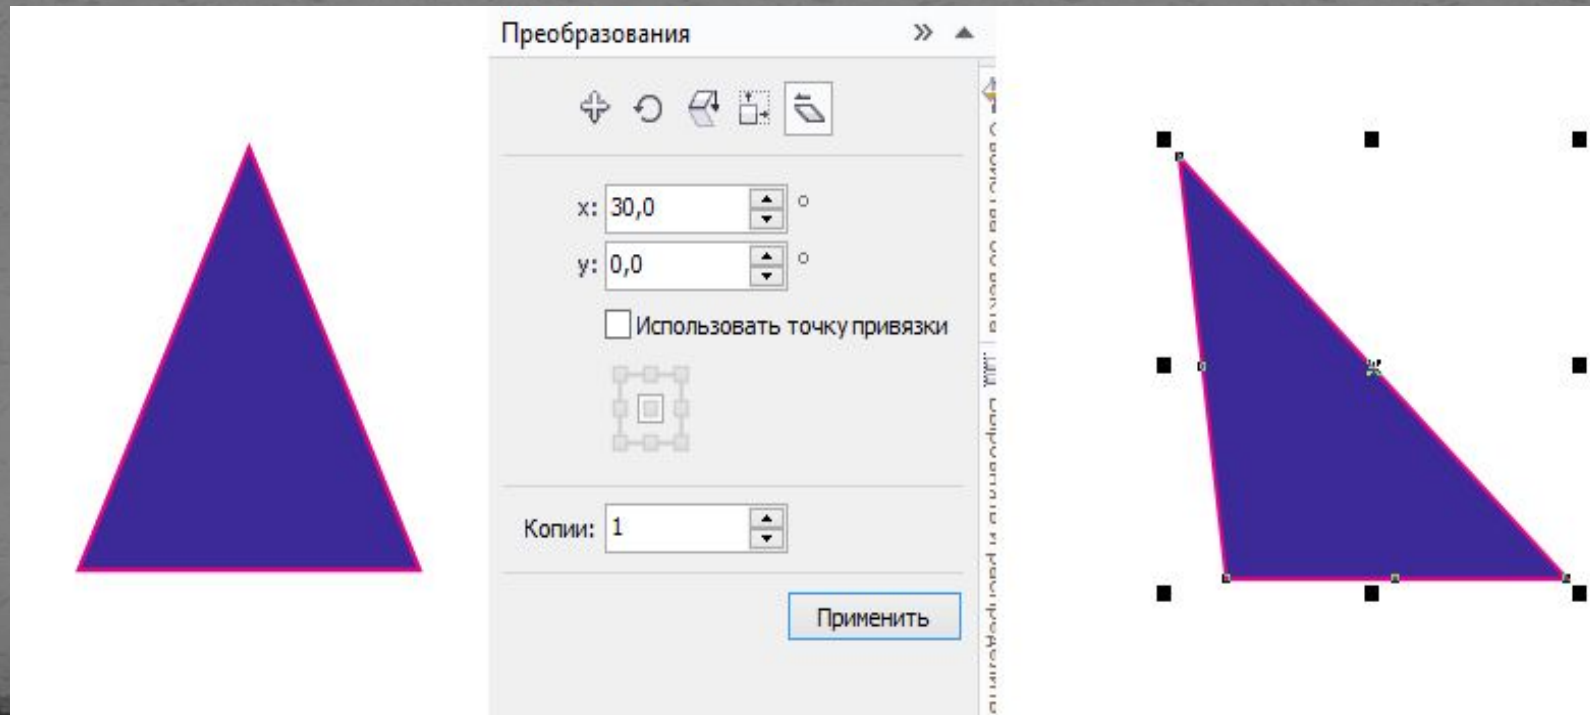 Преобразования
x: 30,0 °
y: 0,0 °
Использовать точку привязки
Копии: 1
Применить